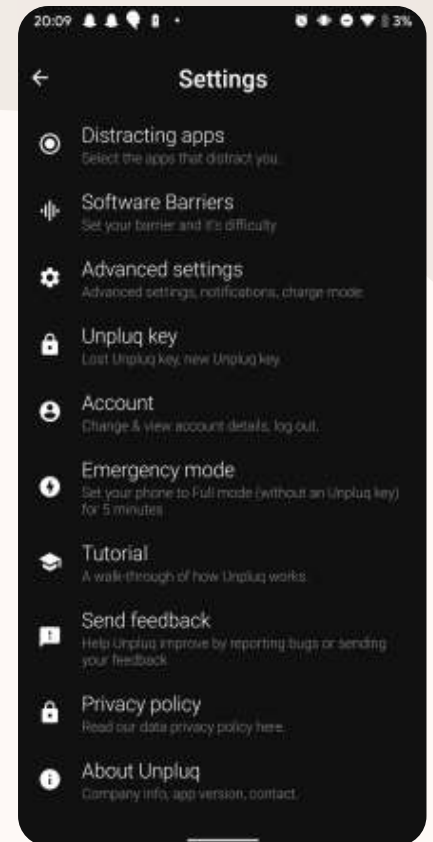 20:09
3%
Settings
Distracting apps
Select the apps that distract you.
Software Barriers
Set your barrier and it's difficulty
Advanced settings
Advanced settings, notifications, charge mode
Unpluq key
Lost Unpluq key, new Unpluq key
Account
Change & view account details, log out.
Emergency mode
Set your phone to Full mode (without an Unpluq key)
for 5 minutes
Tutorial
A walk-through of how Unpluq works
Send feedback
Help Unpluq improve by reporting bugs or sending
your feedback
Privacy policy
Read our data privacy policy here.
About Unpluq
Company info, app version, contact.